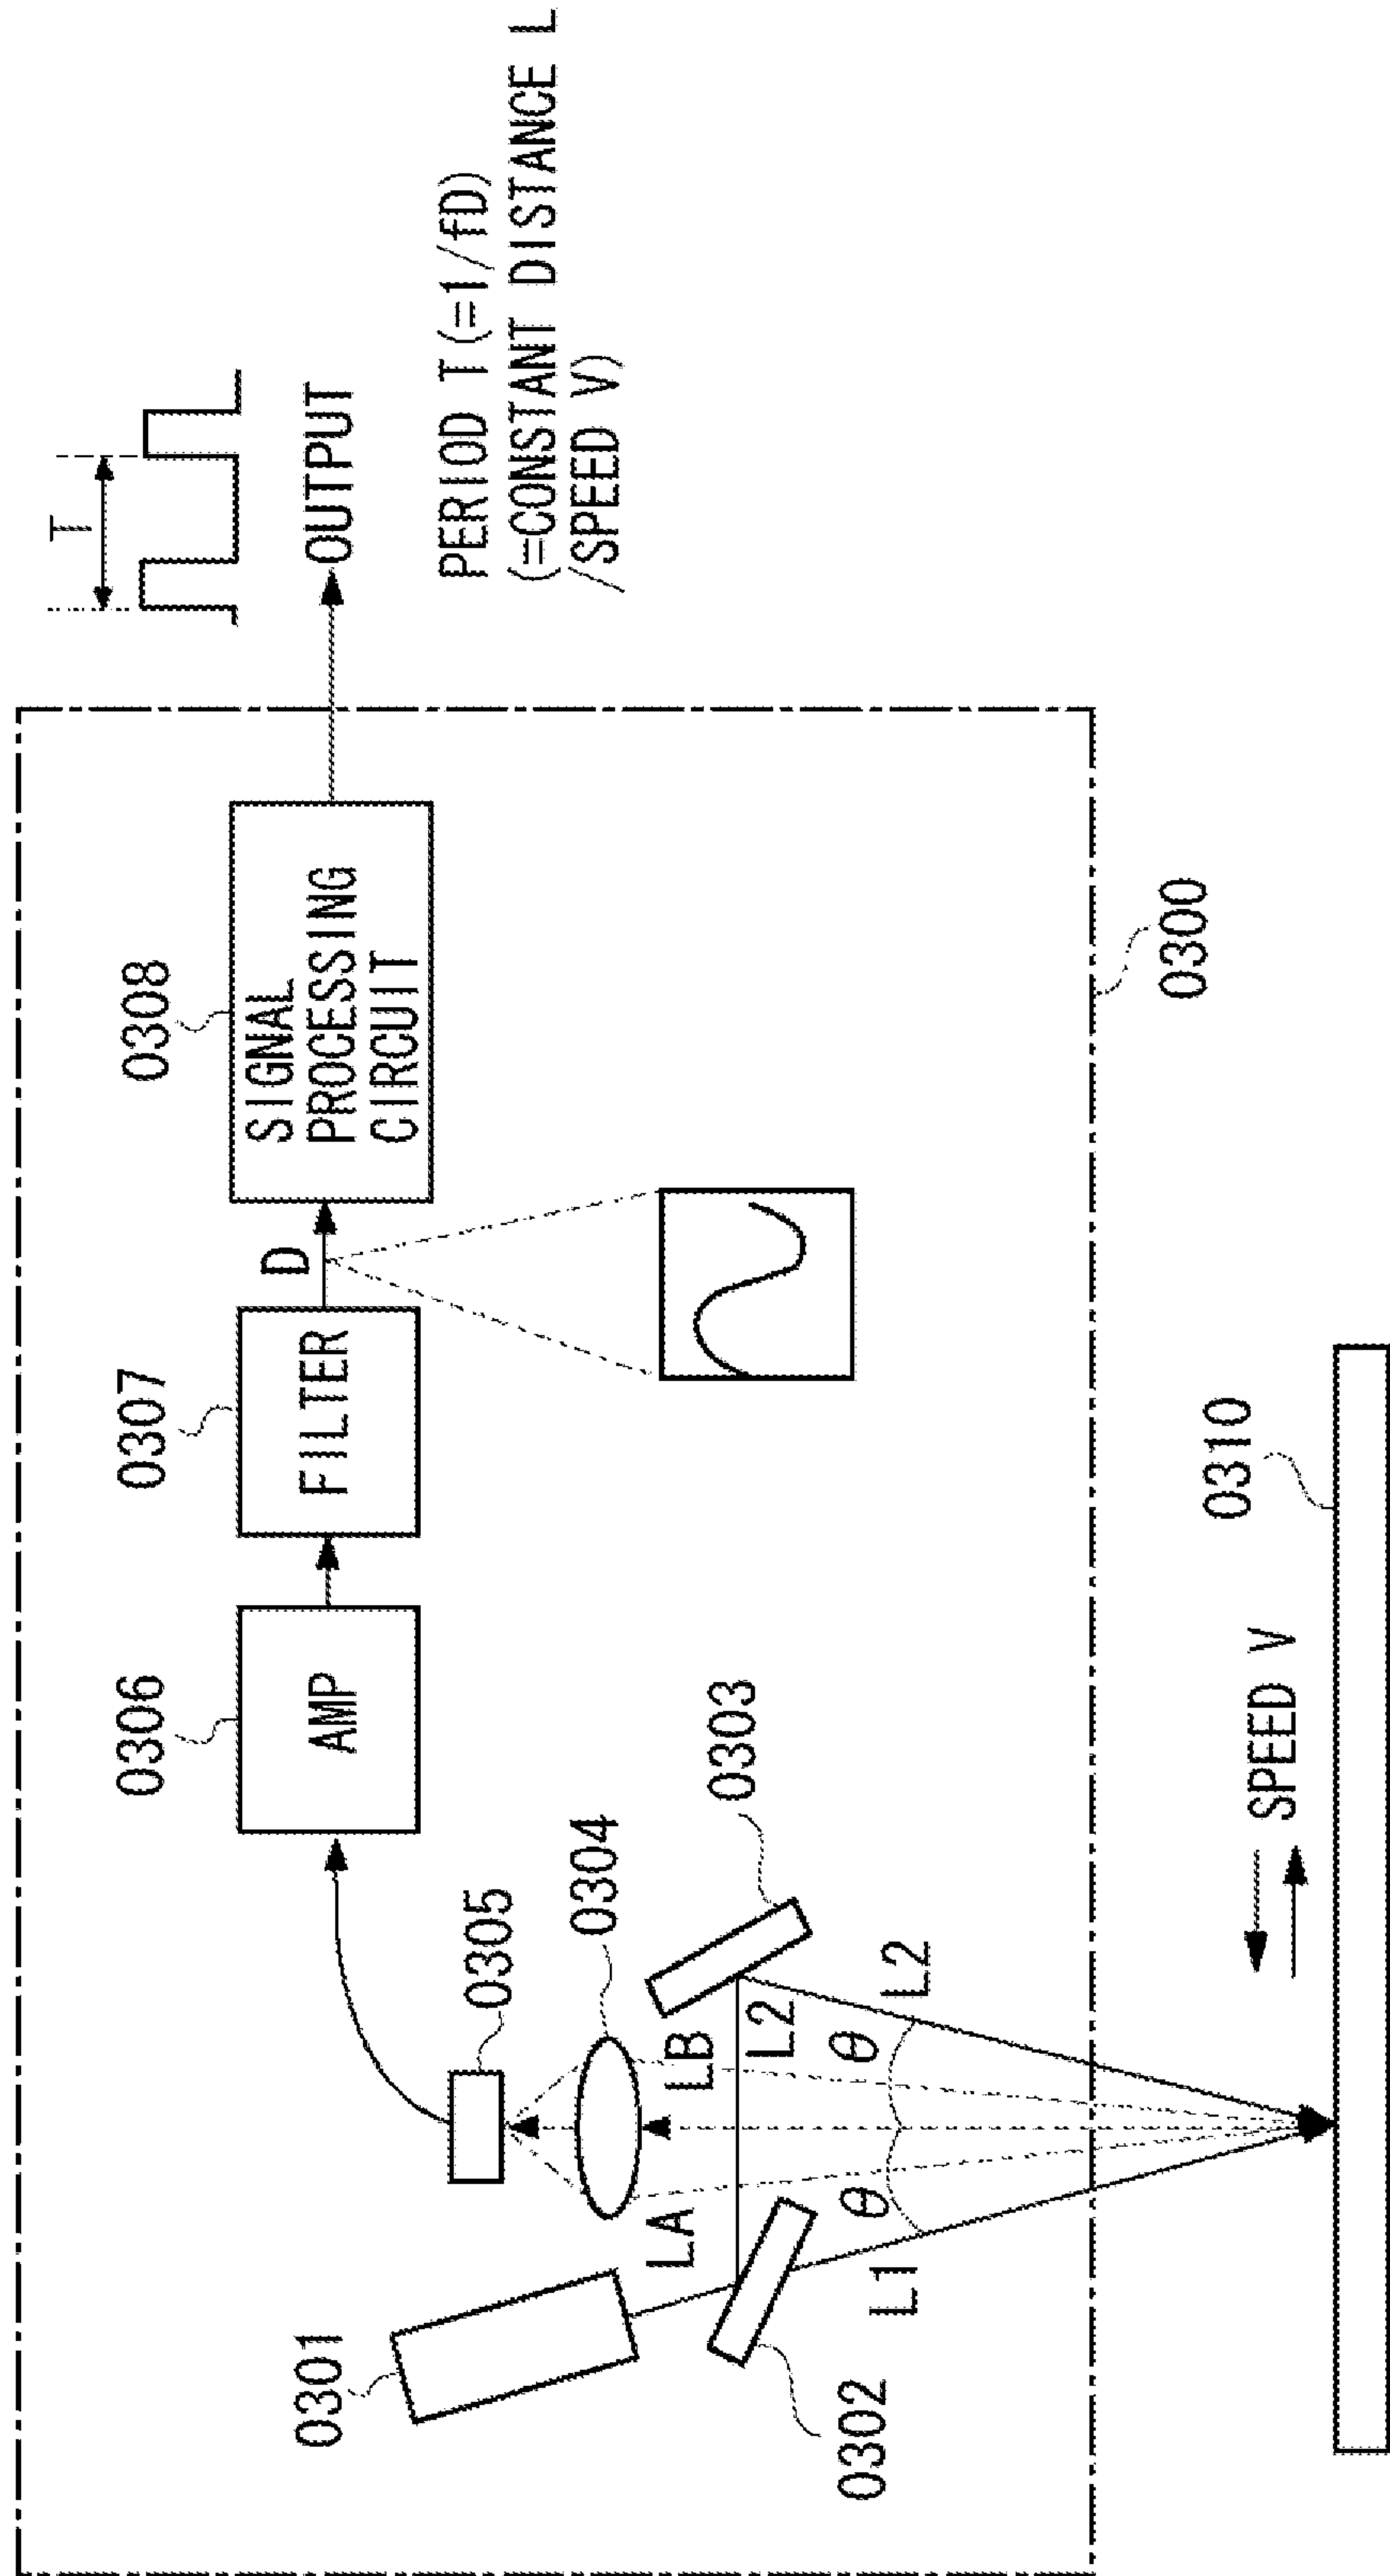 T
OUTPUT
PERIOD T(=1/fD)
(=CONSTANT DISTANCE L
/SPEED V)
0308
SIGNAL
PROCESSING
CIRCUIT
D
0307
FILTER
0306
AMP
0305
0304
0303
0301
0302
LA
LB
L2
L2
θ
θ
L1
SPEED V
0310
0300